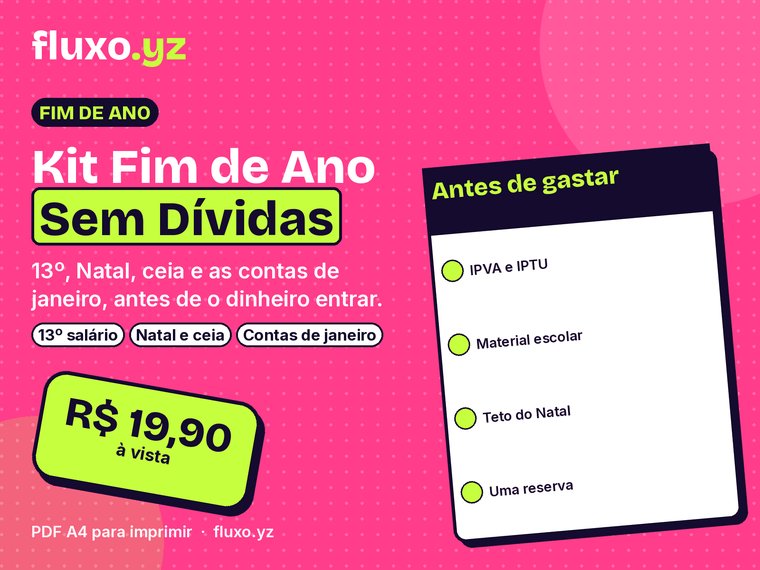 fluxo.yz
FIM DE ANO
Kit Fim de Ano
Sem Dívidas
13º, Natal, ceia e as contas de
janeiro, antes de o dinheiro entrar.
13º salário
Natal e ceia
Contas de janeiro
R$ 19,90
à vista
PDF A4 para imprimir · fluxo.yz
Antes de gastar
IPVA e IPTU
Material escolar
Teto do Natal
Uma reserva